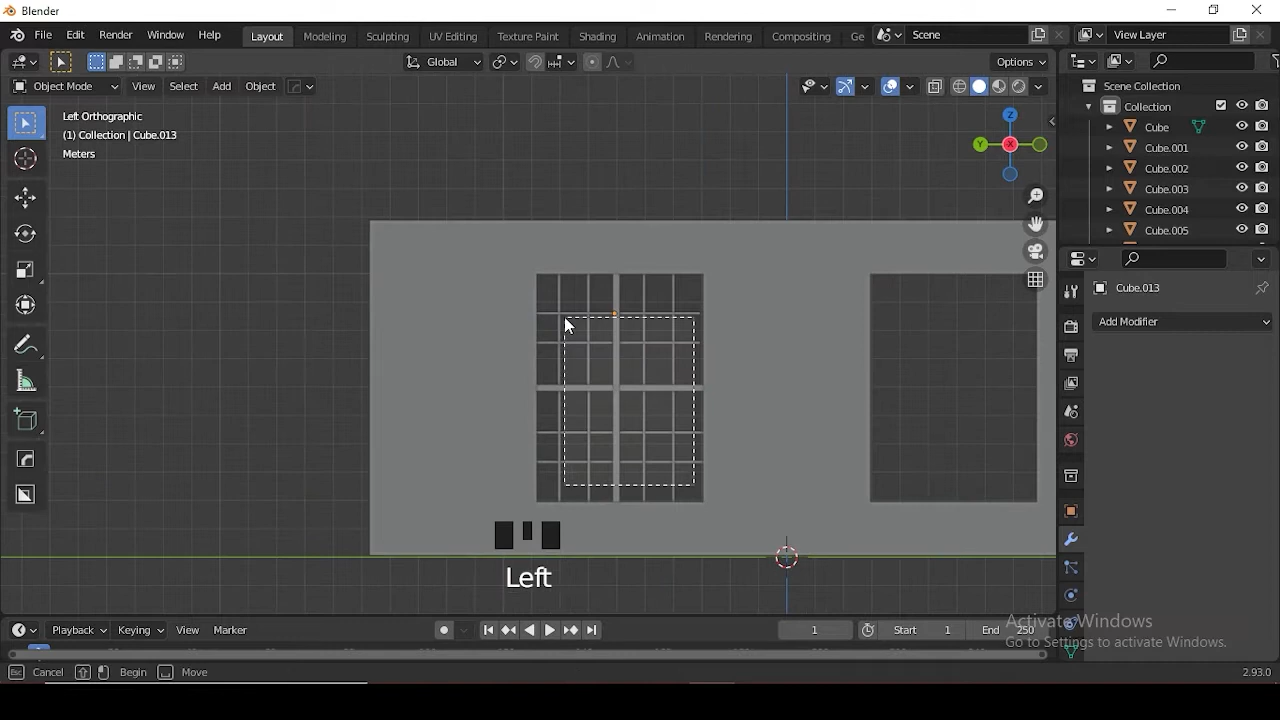 Blender
File Edit Render Window Help Layout Modeling Sculpting UV Editing Texture Paint Shading Animation Rendering Compositing Ge Scene View Layer
Global Options
Object Mode View Select Add Object
Left Orthographic
(1) Collection | Cube.013
Meters
Z
Y
X
Scene Collection
Collection
Cube
Cube.001
Cube.002
Cube.003
Cube.004
Cube.005
Cube.013
Add Modifier
Left
Playback Keying View Marker 1 Start 1 End 250
Activate Windows
Go to Settings to activate Windows.
Esc Cancel Begin Move 2.93.0